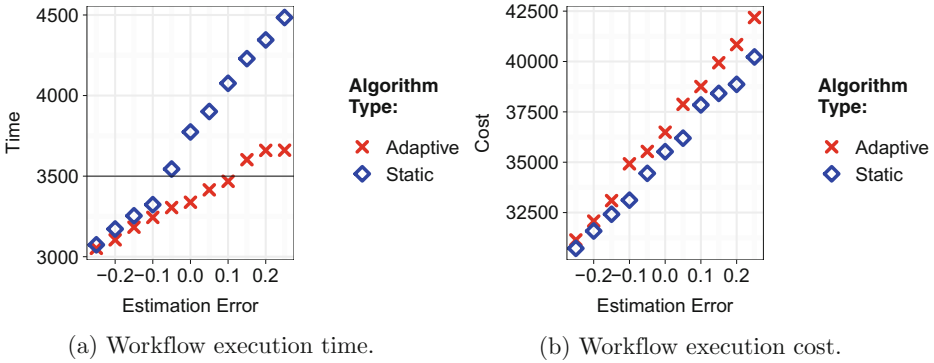 4500
4000
3500
3000
Time
−0.2
−0.1
0.0
0.1
0.2
Estimation Error
Algorithm
Type:
Adaptive
Static
(a) Workflow execution time.
42500
40000
37500
35000
32500
Cost
−0.2
−0.1
0.0
0.1
0.2
Estimation Error
Algorithm
Type:
Adaptive
Static
(b) Workflow execution cost.